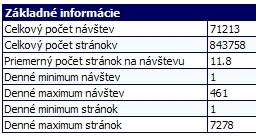 Základné informácie
Celkový počet návštev 71213
Celkový počet stránokv 843758
Priemerný počet stránok na návštevu 11.8
Denné minimum návštev 1
Denné maximum návštev 461
Denné minimum stránok 1
Denné maximum stránok 7278